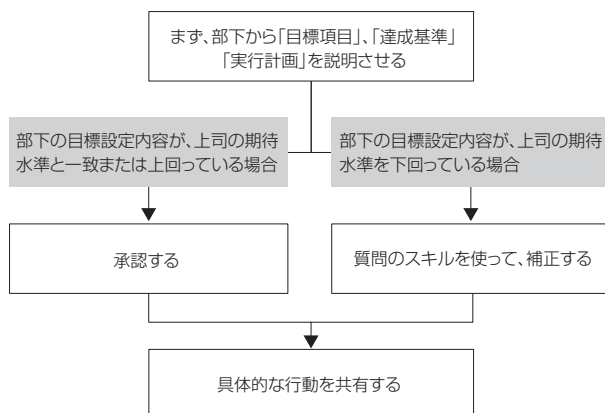 まず、部下から「目標項目」、「達成基準」
「実行計画」を説明させる
部下の目標設定内容が、上司の期待
水準と一致または上回っている場合
部下の目標設定内容が、上司の期待
水準を下回っている場合
承認する
質問のスキルを使って、補正する
具体的な行動を共有する